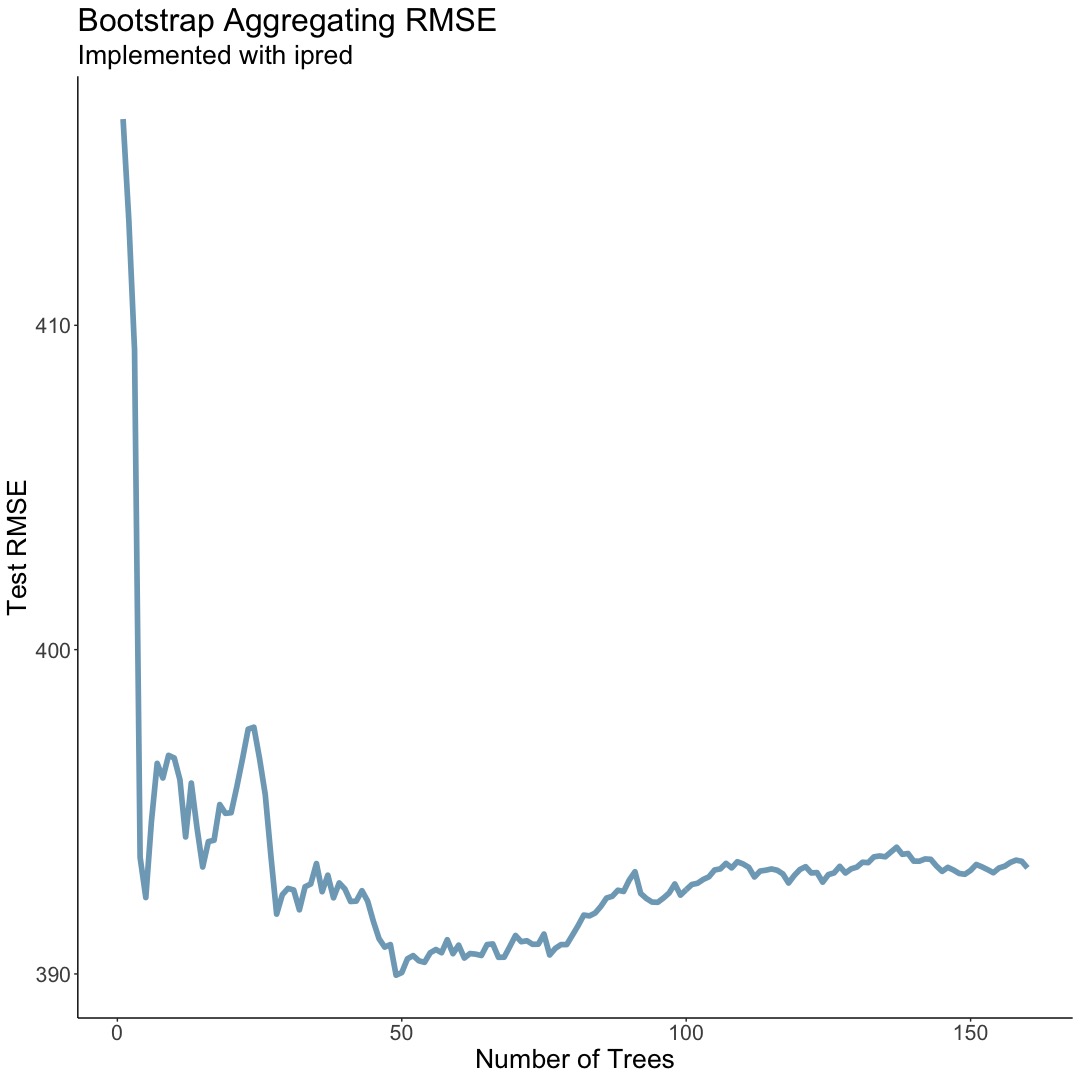 Bootstrap Aggregating RMSE
Implemented with ipred
Test RMSE
410
400
390
0
50
100
150
Number of Trees